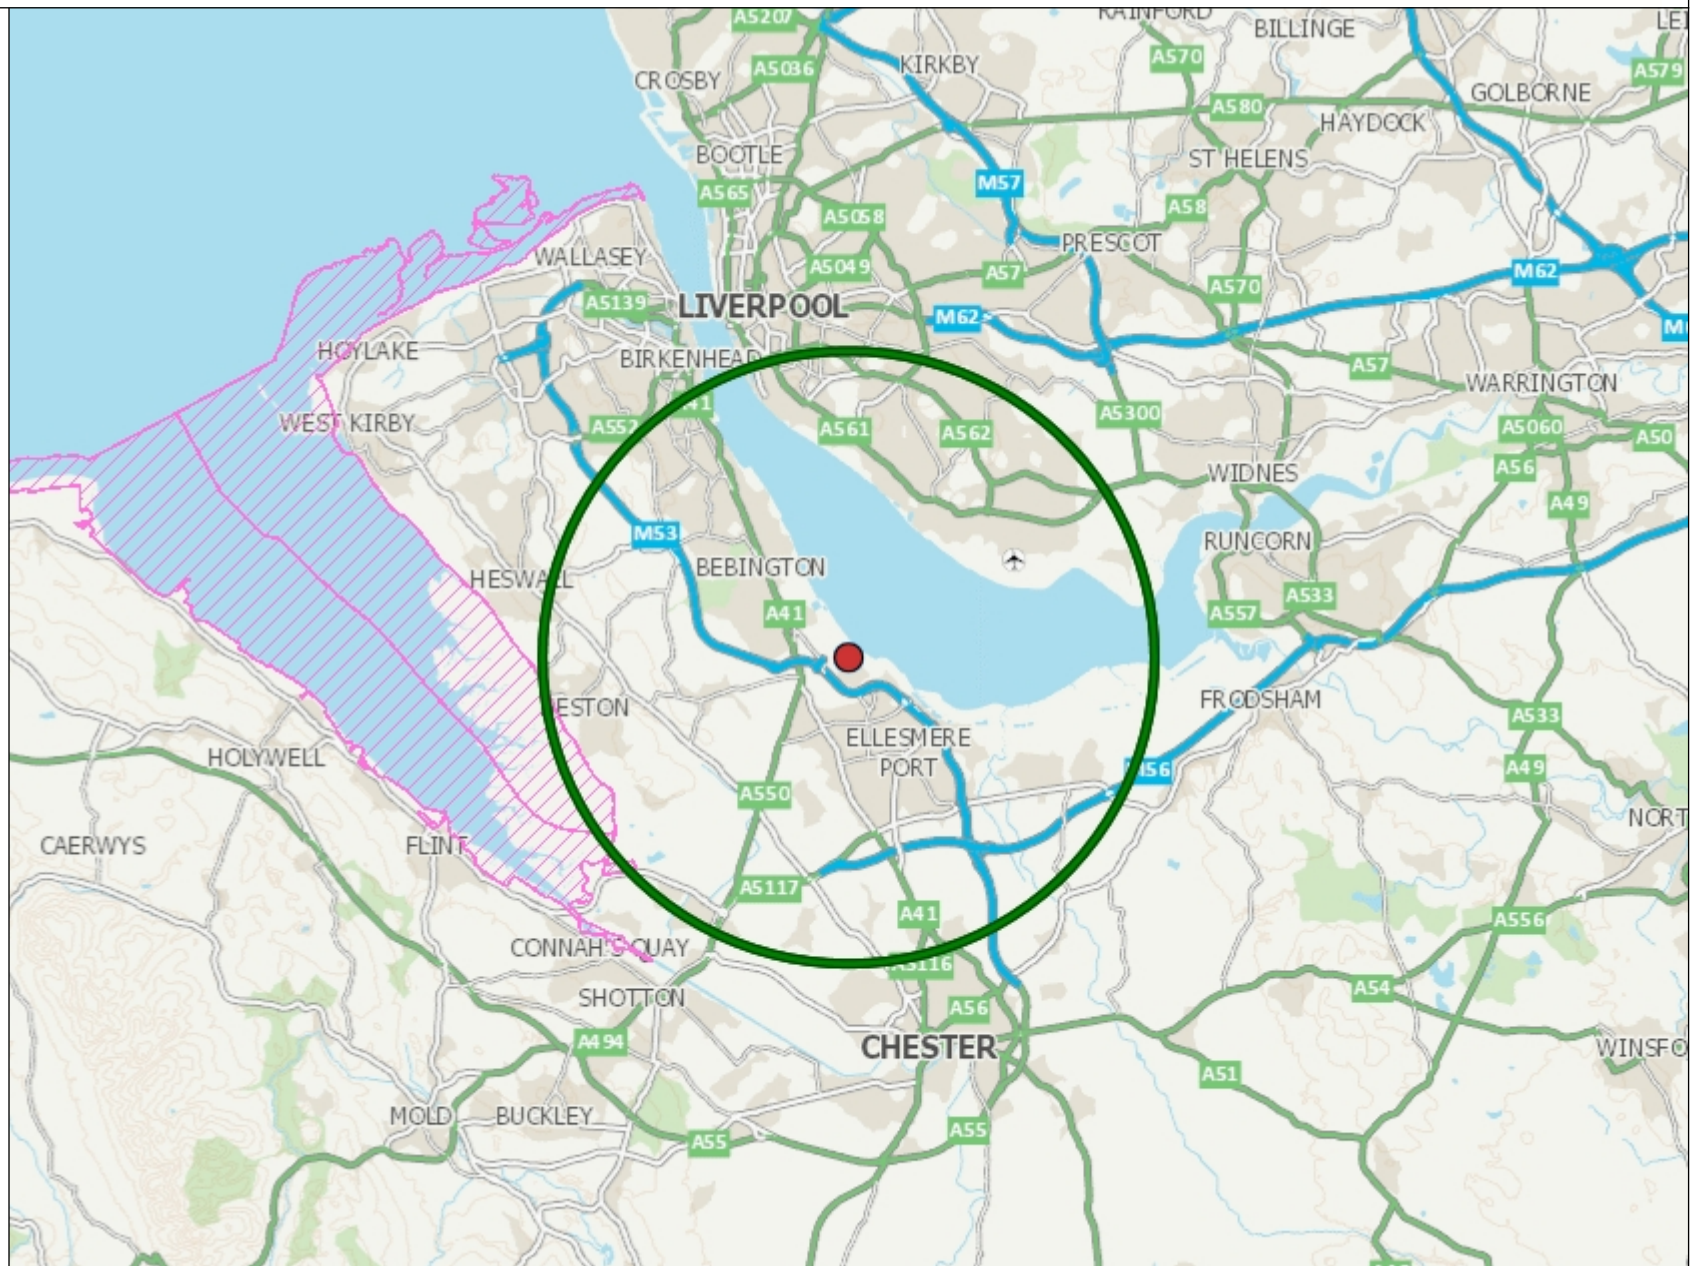 A5207
RAINFORD
BILLINGE
A5036
KIRKBY
A570
A579
CROSBY
GOLBORNE
A580
HAYDOCK
BOOTLE
ST HELENS
A565
M57
A58
A5058
WALLASEY
PRESCOT
A5049
A57
M62
A5139
LIVERPOOL
A570
M62
HOYLAKE
BIRKENHEAD
A57
WARRINGTON
WEST KIRBY
A552
A41
A561
A562
A5300
A5060
A50
A56
WIDNES
A49
M53
RUNCORN
HESWALL
BEBINGTON
A41
A533
A557
FRODSHAM
ESTON
A533
ELLESMERE
PORT
HOLYWELL
M56
A49
A550
NORT
CAERWYS
FLINT
A5117
A41
A556
CONNAH'S QUAY
A5116
SHOTTON
A56
A54
A494
CHESTER
WINSFO
A51
MOLD
BUCKLEY
A55
A55